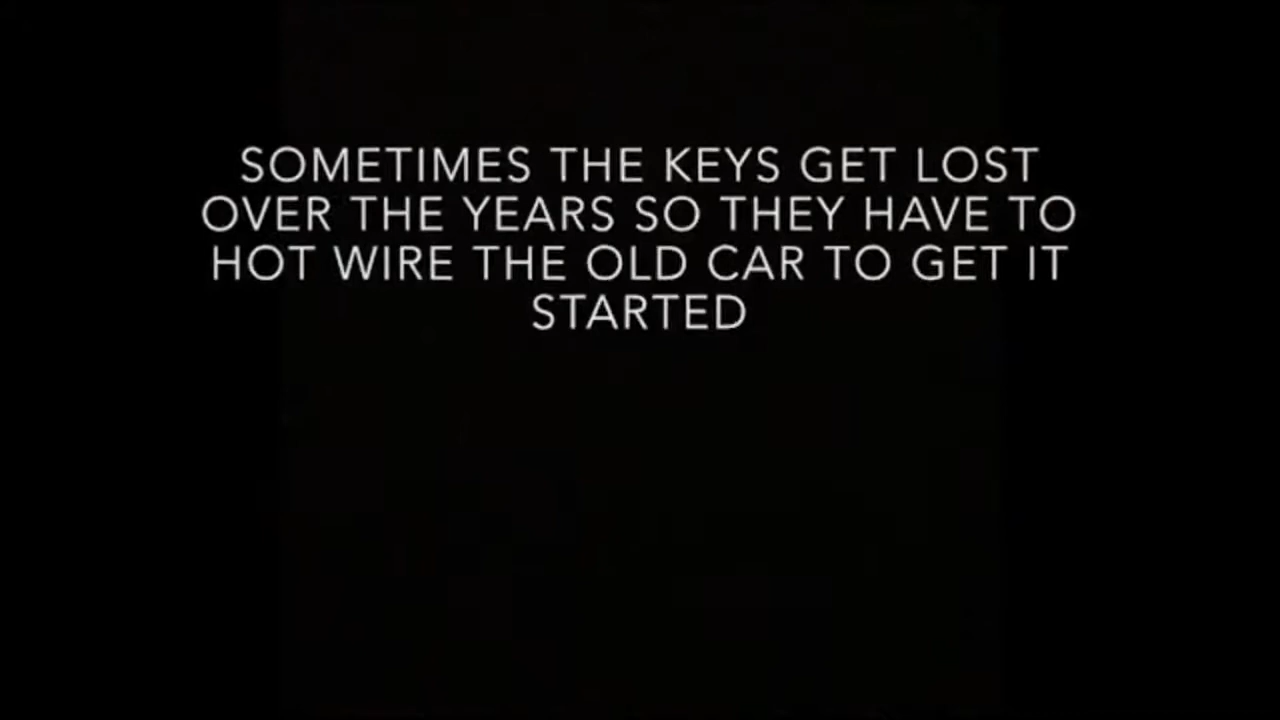 SOMETIMES THE KEYS GET LOST
OVER THE YEARS SO THEY HAVE TO
HOT WIRE THE OLD CAR TO GET IT
STARTED